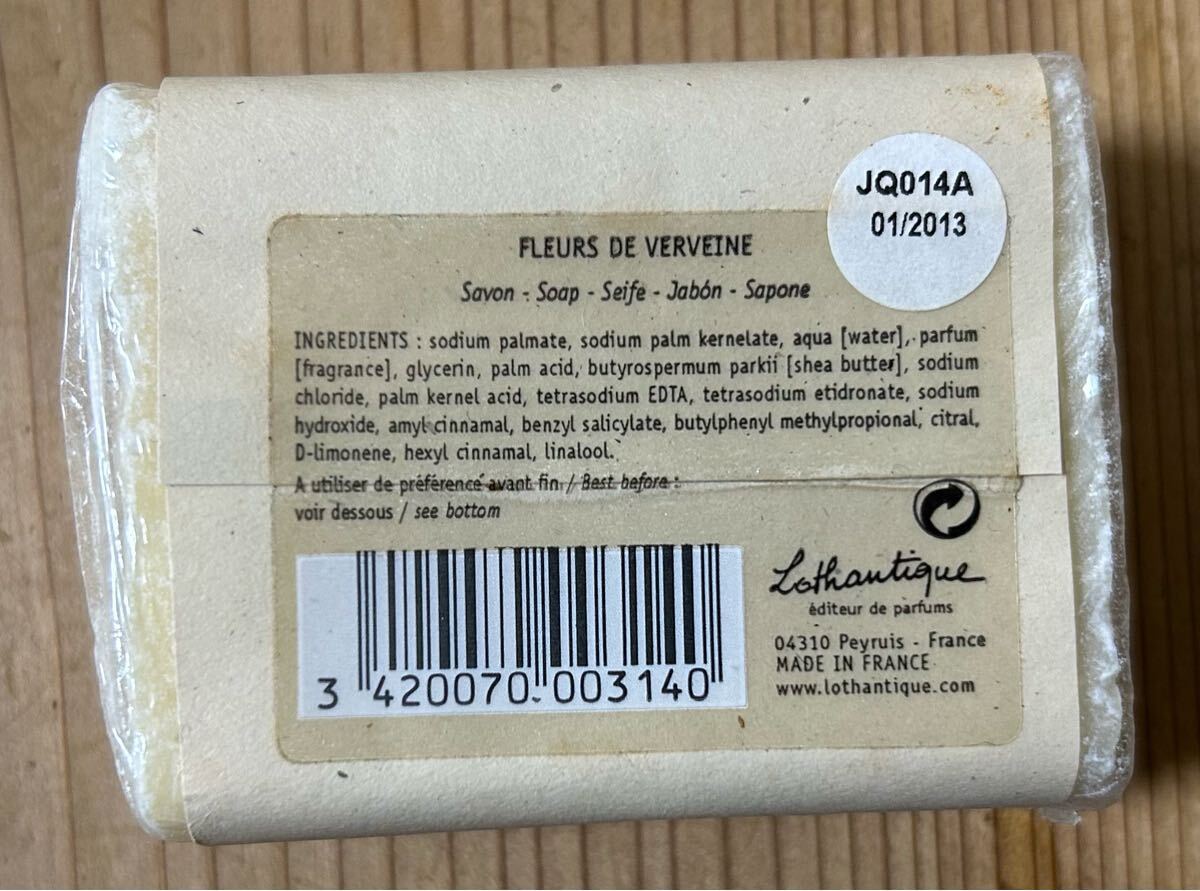 JQ014A
01/2013
FLEURS DE VERVEINE
Savon - Soap - Seife - Jabón - Sapone
INGREDIENTS : sodium palmate, sodium palm kernelate, aqua [water], parfum
[fragrance], glycerin, palm acid, butyrospermum parkii [shea butter], sodium
chloride, palm kernel acid, tetrasodium EDTA, tetrasodium etidronate, sodium
hydroxide, amyl cinnamal, benzyl salicylate, butylphenyl methylpropional, citral,
D-limonene, hexyl cinnamal, linalool.
A utiliser de préférence avant fin / Best before :
voir dessous / see bottom
3 420070 003140
Lothantique
éditeur de parfums
04310 Peyruis - France
MADE IN FRANCE
www.lothantique.com